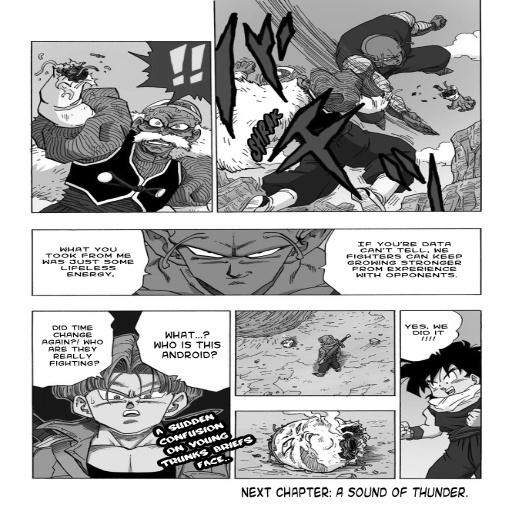 !!
SHRAK
WHAT YOU
TOOK FROM ME
WAS JUST SOME
LIFELESS
ENERGY.
IF YOU'RE DATA
CAN'T TELL, WE
FIGHTERS CAN KEEP
GROWING STRONGER
FROM EXPERIENCE
WITH OPPONENTS.
DID TIME
CHANGE
AGAIN?! WHO
ARE THEY
REALLY
FIGHTING?
WHAT...?
WHO IS THIS
ANDROID?
A SUDDEN
CONFUSION
ON YOUNG
TRUNKS BRIEFS
FACE..
YES, WE
DID IT
!!!!
NEXT CHAPTER: A SOUND OF THUNDER.